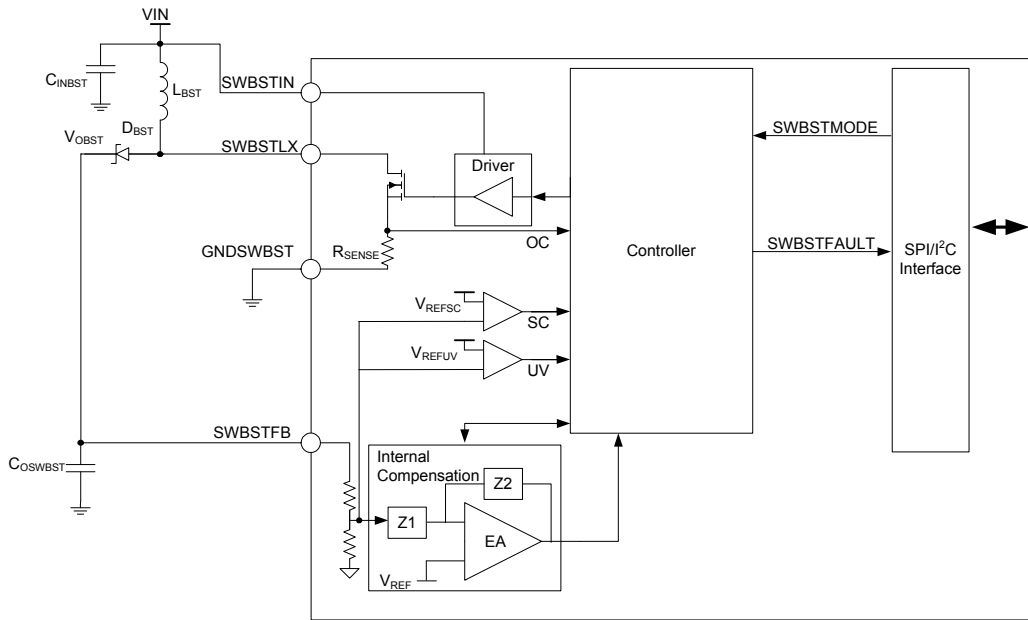 VIN
CINBST
LBST
SWBSTIN
DBST
VOBST
SWBSTLX
Driver
SWBSTMODE
GNDSWBST
RSENSE
OC
Controller
SWBSTFAULT
SPI/I²C
Interface
VREFSC
SC
VREFUV
UV
SWBSTFB
COSWBST
Internal
Compensation
Z2
Z1
EA
VREF